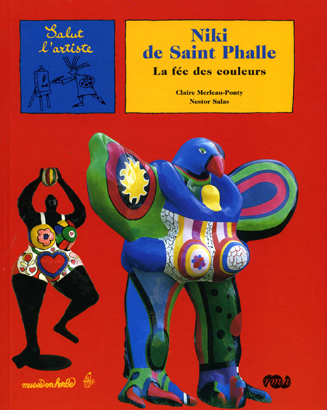 Salut
l'artiste
Niki
de Saint Phalle
La fée des couleurs
Claire Merleau-Ponty
Nestor Salas
musée en herbe
rmn